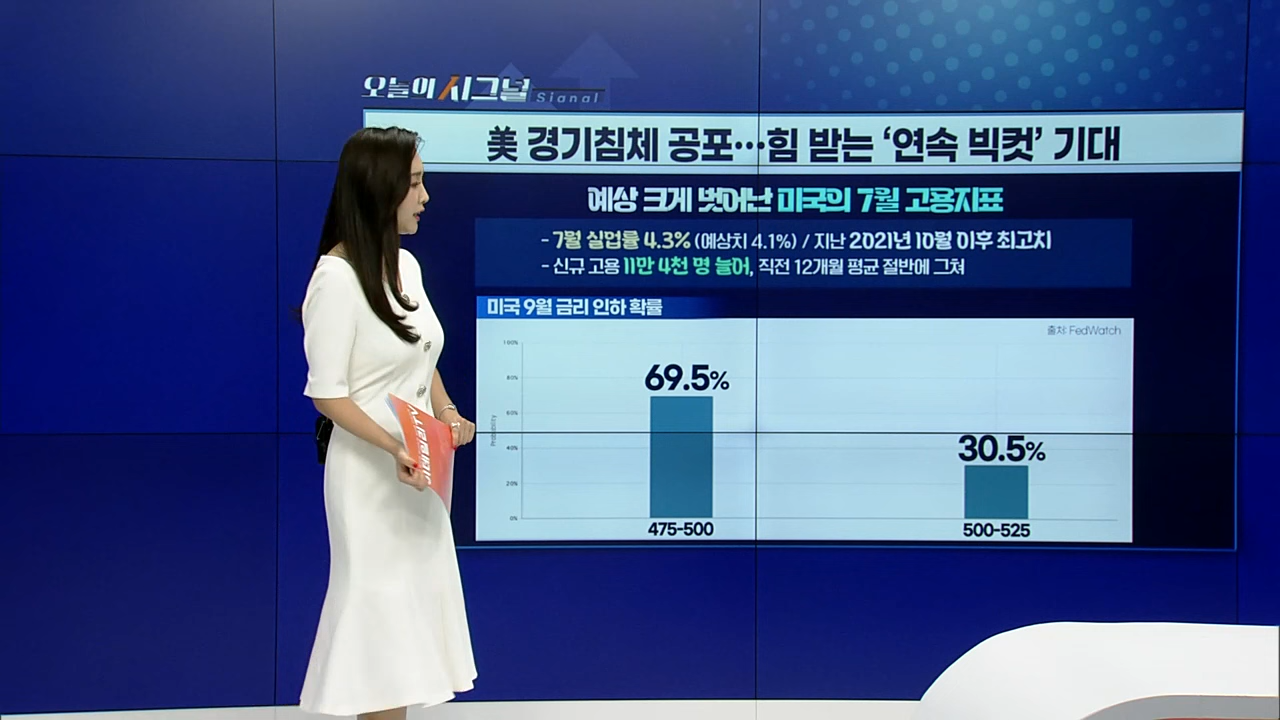 오늘의 시그널
Signal
美 경기침체 공포…힘 받는 ‘연속 빅컷’ 기대
예상 크게 벗어난 미국의 7월 고용지표
- 7월 실업률 4.3% (예상치 4.1%) / 지난 2021년 10월 이후 최고치
- 신규 고용 11만 4천 명 늘어, 직전 12개월 평균 절반에 그쳐
미국 9월 금리 인하 확률
출처: FedWatch
100%
80%
60%
40%
20%
0%
Probability
69.5%
30.5%
475-500
500-525
이데일리TV